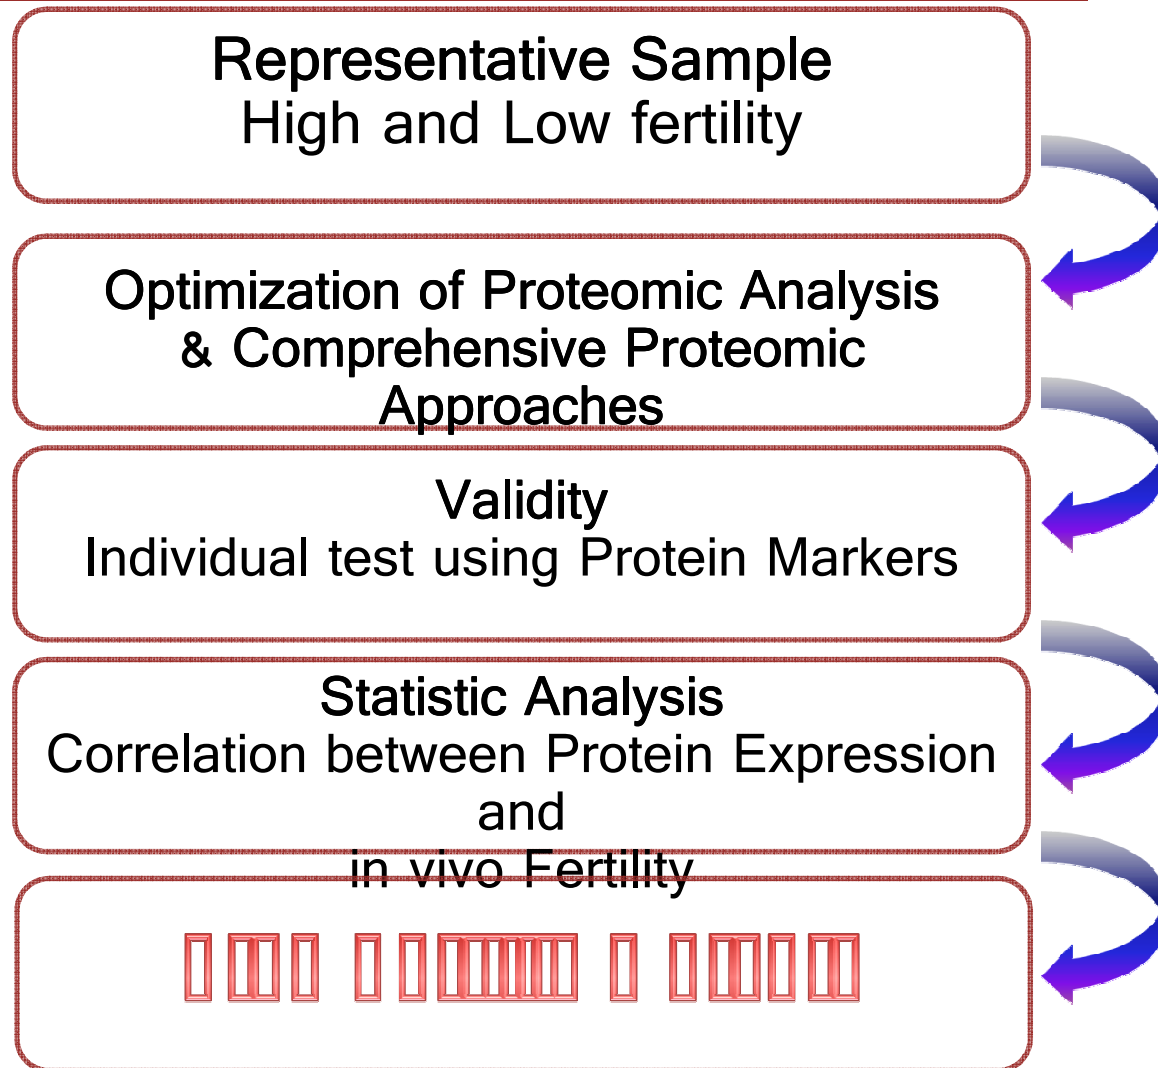 Representative Sample
High and Low fertility
Optimization of Proteomic Analysis
& Comprehensive Proteomic
Approaches
Validity
Individual test using Protein Markers
Statistic Analysis
Correlation between Protein Expression
and
in vivo Fertility